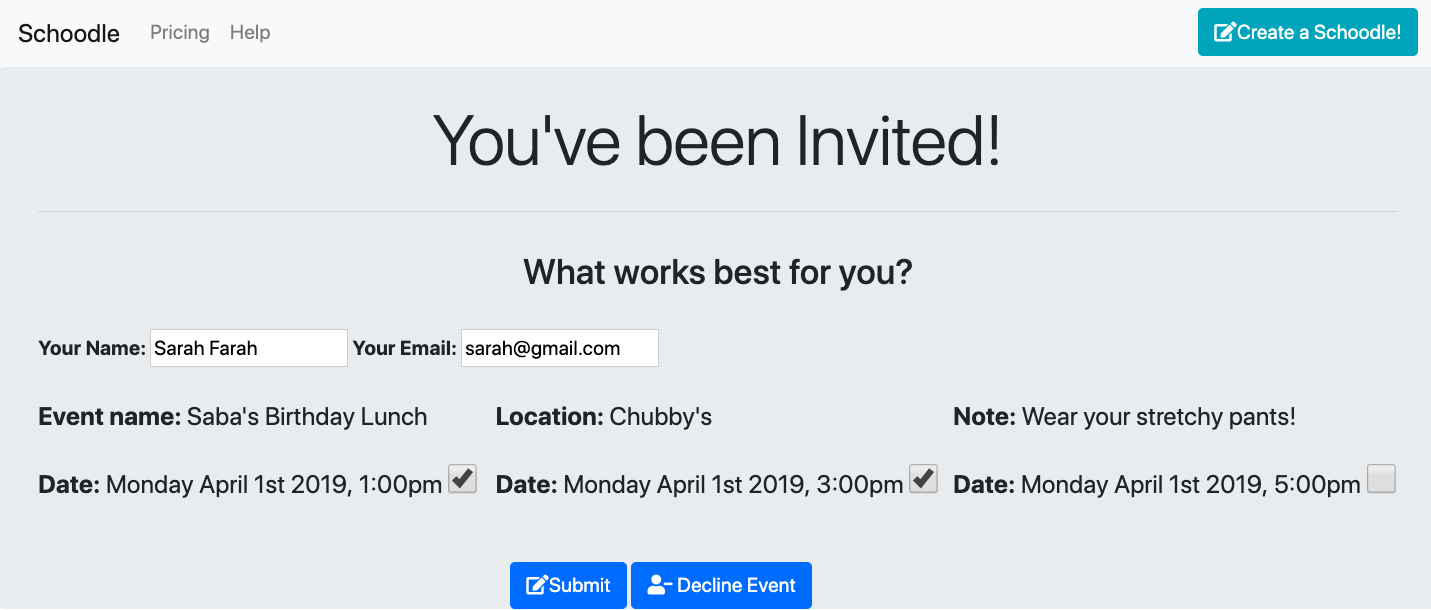 Schoodle Pricing Help Create a Schoodle!
You've been Invited!
What works best for you?
Your Name: Sarah Farah Your Email: sarah@gmail.com
Event name: Saba's Birthday Lunch Location: Chubby's Note: Wear your stretchy pants!
Date: Monday April 1st 2019, 1:00pm Date: Monday April 1st 2019, 3:00pm Date: Monday April 1st 2019, 5:00pm
Submit Decline Event